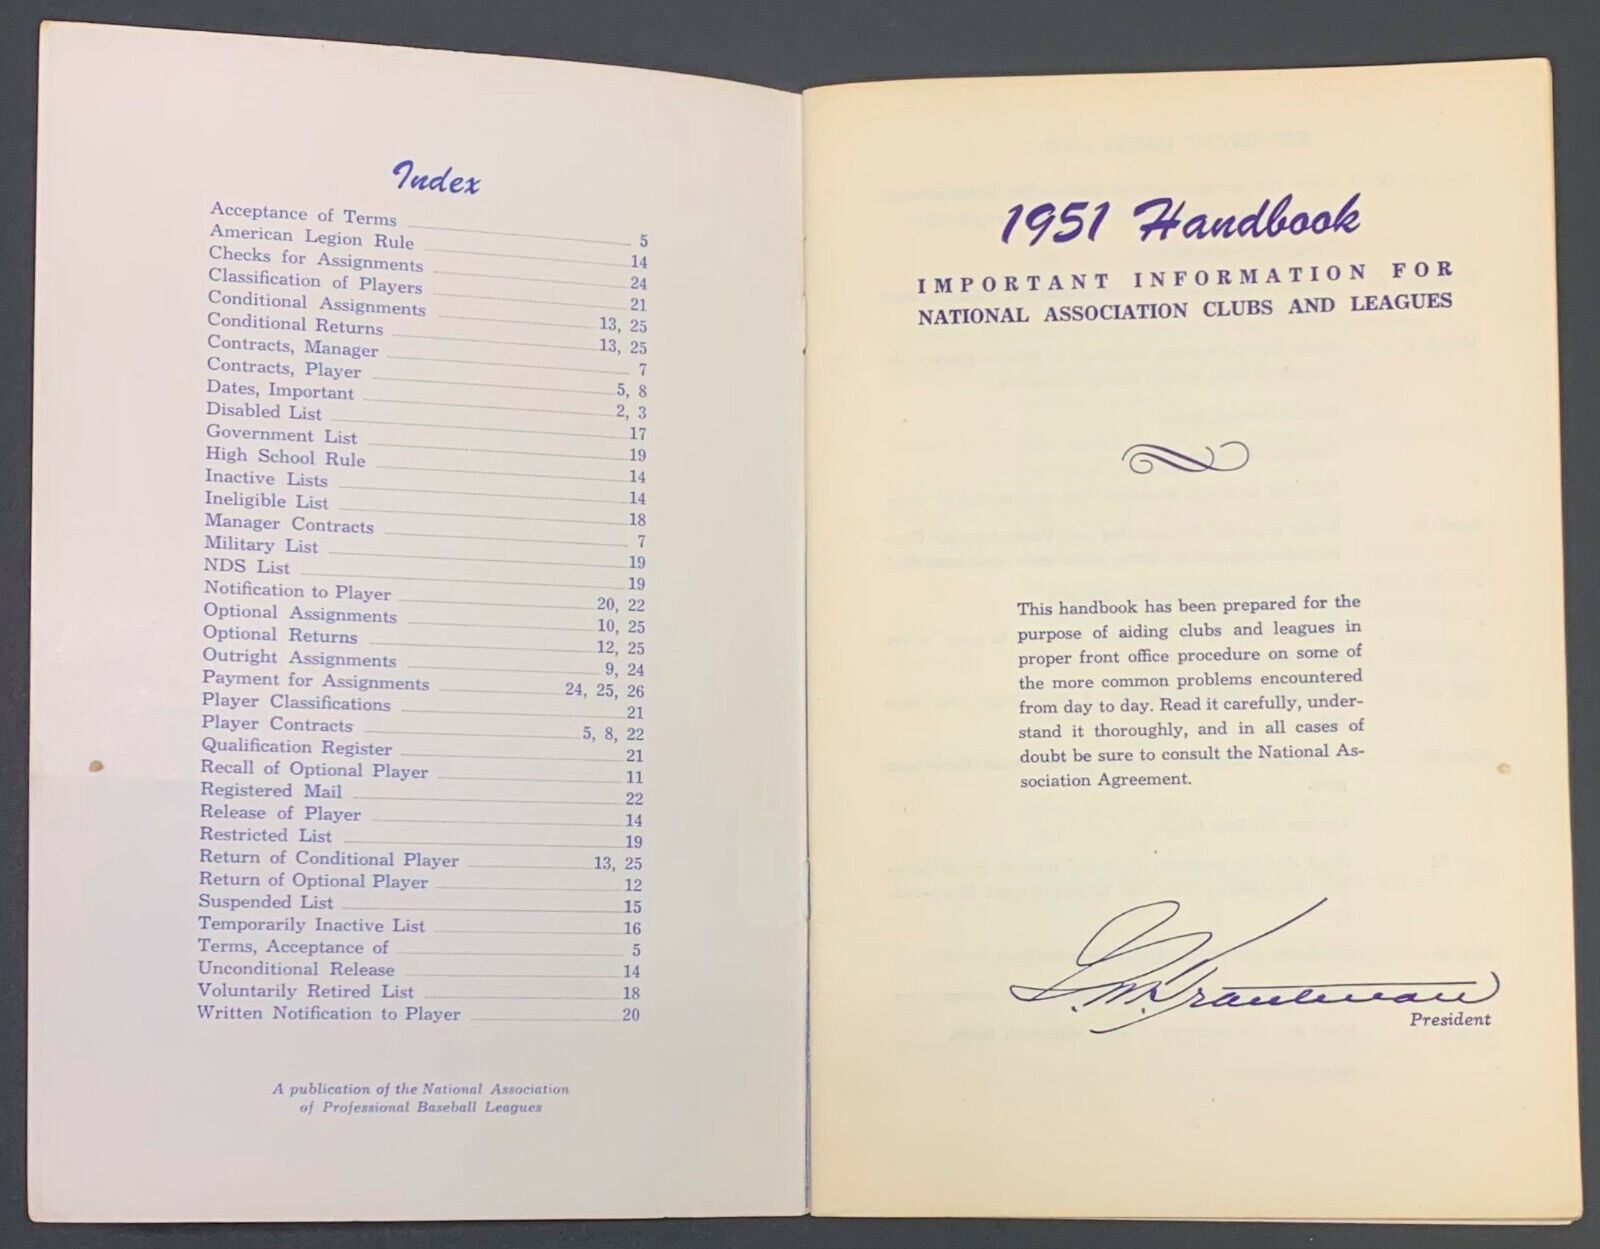 Index
Acceptance of Terms 5
American Legion Rule 14
Checks for Assignments 24
Classification of Players 21
Conditional Assignments 13, 25
Conditional Returns 13, 25
Contracts, Manager 7
Contracts, Player 5, 8
Dates, Important 2, 3
Disabled List 17
Government List 19
High School Rule 14
Inactive Lists 14
Ineligible List 18
Manager Contracts 7
Military List 19
NDS List 19
Notification to Player 20, 22
Optional Assignments 10, 25
Optional Returns 12, 25
Outright Assignments 9, 24
Payment for Assignments 24, 25, 26
Player Classifications 21
Player Contracts 5, 8, 22
Qualification Register 21
Recall of Optional Player 11
Registered Mail 22
Release of Player 14
Restricted List 19
Return of Conditional Player 13, 25
Return of Optional Player 12
Suspended List 15
Temporarily Inactive List 16
Terms, Acceptance of 5
Unconditional Release 14
Voluntarily Retired List 18
Written Notification to Player 20
A publication of the National Association
of Professional Baseball Leagues
1951 Handbook
IMPORTANT INFORMATION FOR
NATIONAL ASSOCIATION CLUBS AND LEAGUES
This handbook has been prepared for the
purpose of aiding clubs and leagues in
proper front office procedure on some of
the more common problems encountered
from day to day. Read it carefully, under-
stand it thoroughly, and in all cases of
doubt be sure to consult the National As-
sociation Agreement.
President